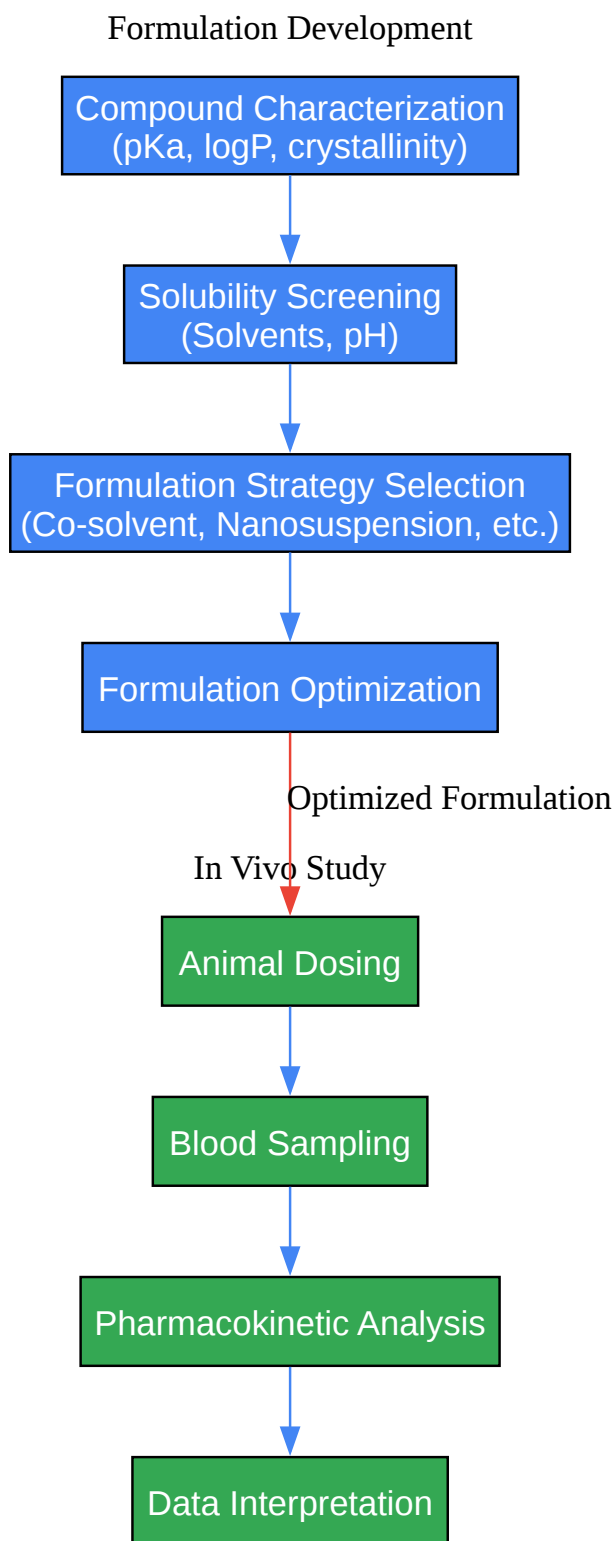 Formulation Development
Compound Characterization
(pKa, logP, crystallinity)
Solubility Screening
(Solvents, pH)
Formulation Strategy Selection
(Co-solvent, Nanosuspension, etc.)
Formulation Optimization
Optimized Formulation
In Vivo Study
Animal Dosing
Blood Sampling
Pharmacokinetic Analysis
Data Interpretation